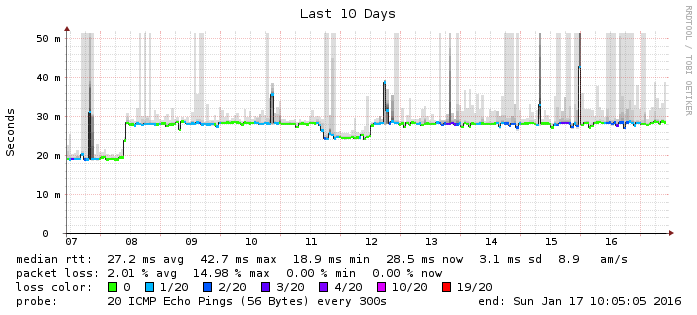 Last 10 Days
RRDTOOL / TOBI OETIKER
Seconds
50 m
40 m
30 m
20 m
10 m
0
07 08 09 10 11 12 13 14 15 16
median rtt: 27.2 ms avg 42.7 ms max 18.9 ms min 28.5 ms now 3.1 ms sd 8.9 am/s
packet loss: 2.01 % avg 14.98 % max 0.00 % min 0.00 % now
loss color: 0 1/20 2/20 3/20 4/20 10/20 19/20
probe: 20 ICMP Echo Pings (56 Bytes) every 300s end: Sun Jan 17 10:05:05 2016